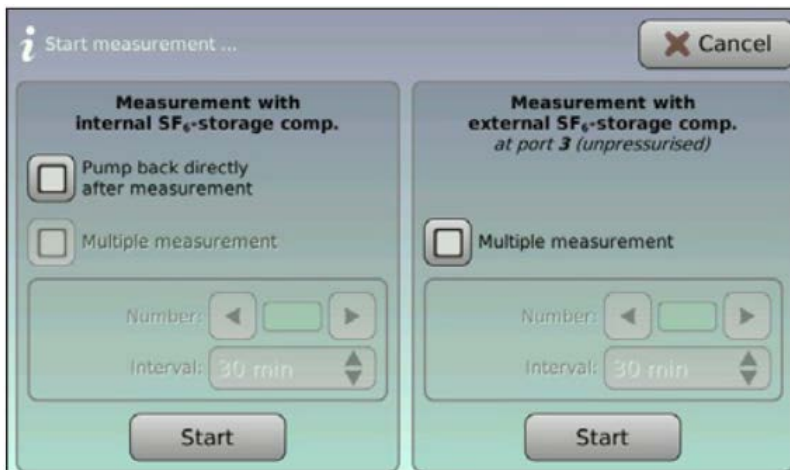 Start measurement ...
Cancel
Measurement with
internal SF₆-storage comp.
Pump back directly
after measurement
Multiple measurement
Number:
Interval: 30 min
Start
Measurement with
external SF₆-storage comp.
at port 3 (unpressurised)
Multiple measurement
Number:
Interval: 30 min
Start